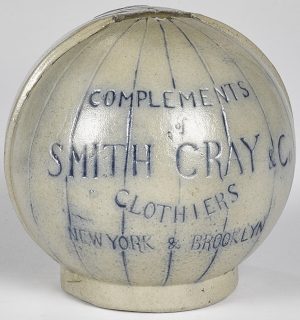 COMPLEMENTS
of
SMITH GRAY & C
CLOTHIERS
NEW YORK & BROOKLYN